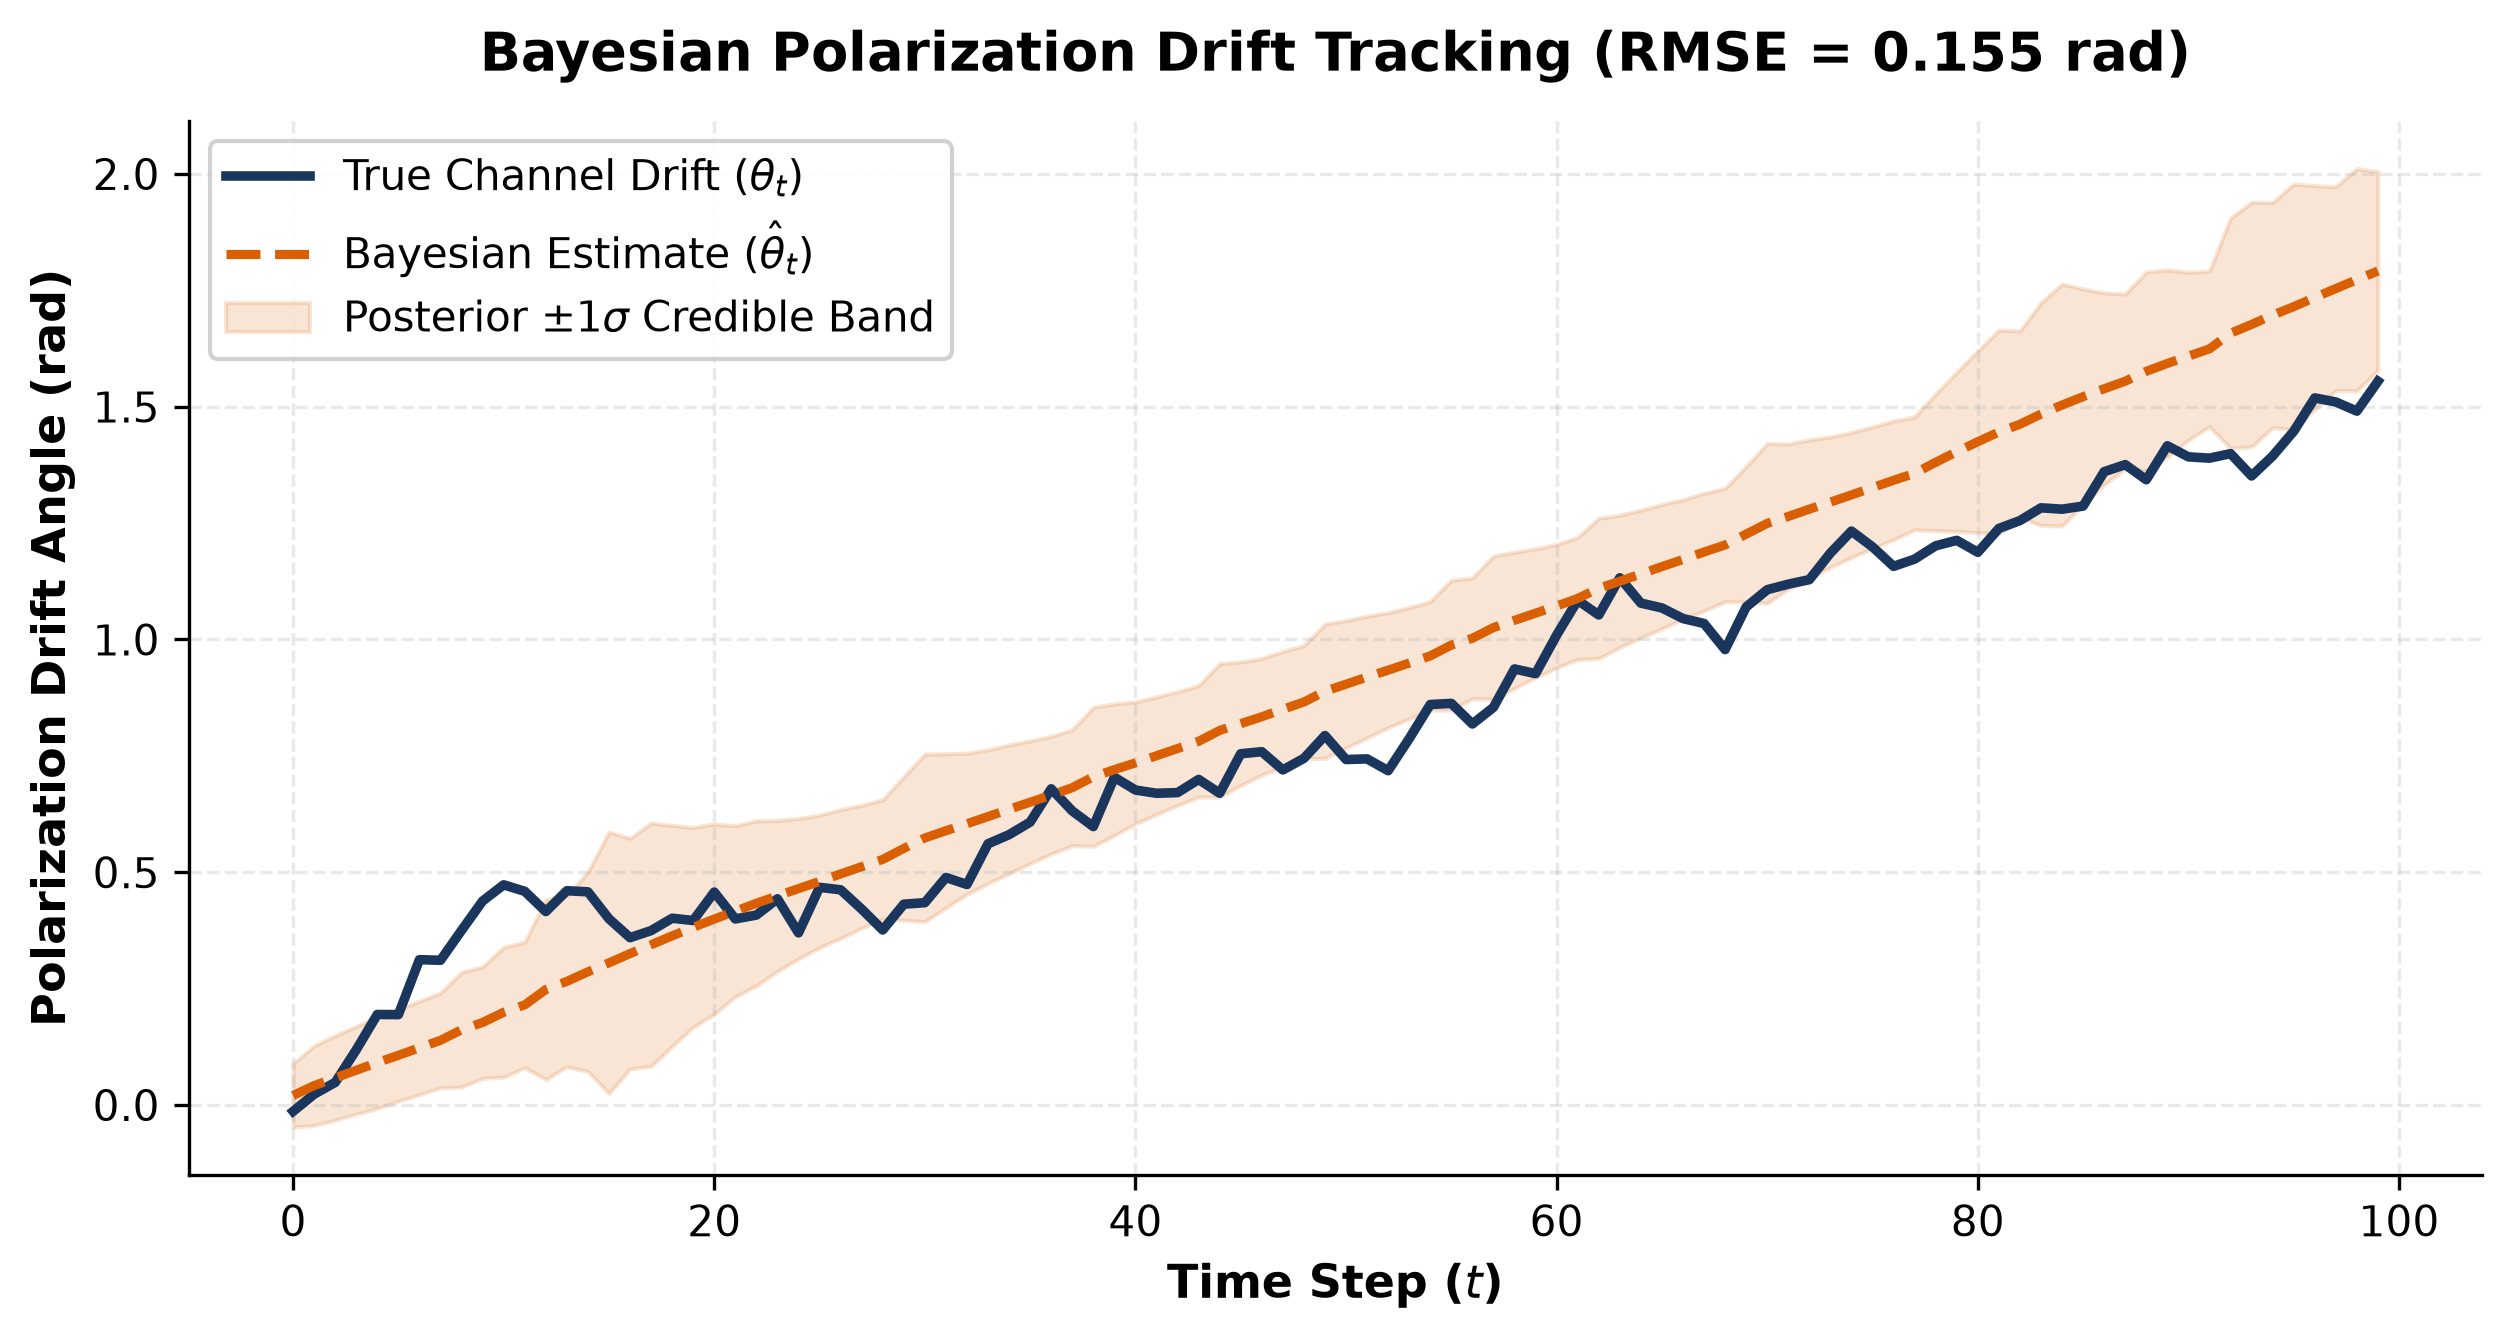 Bayesian Polarization Drift Tracking (RMSE = 0.155 rad)
True Channel Drift (θₜ)
Bayesian Estimate (θ̂ₜ)
Posterior ±1σ Credible Band
Polarization Drift Angle (rad)
2.0
1.5
1.0
0.5
0.0
0 20 40 60 80 100
Time Step (t)